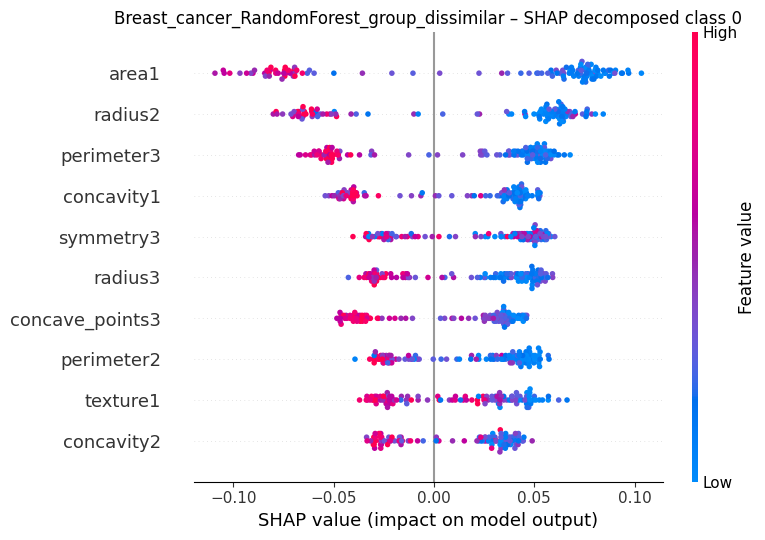 Breast_cancer_RandomForest_group_dissimilar – SHAP decomposed class 0
High
area1
radius2
perimeter3
concavity1
symmetry3
radius3
concave_points3
perimeter2
texture1
concavity2
Feature value
Low
−0.10 −0.05 0.00 0.05 0.10
SHAP value (impact on model output)